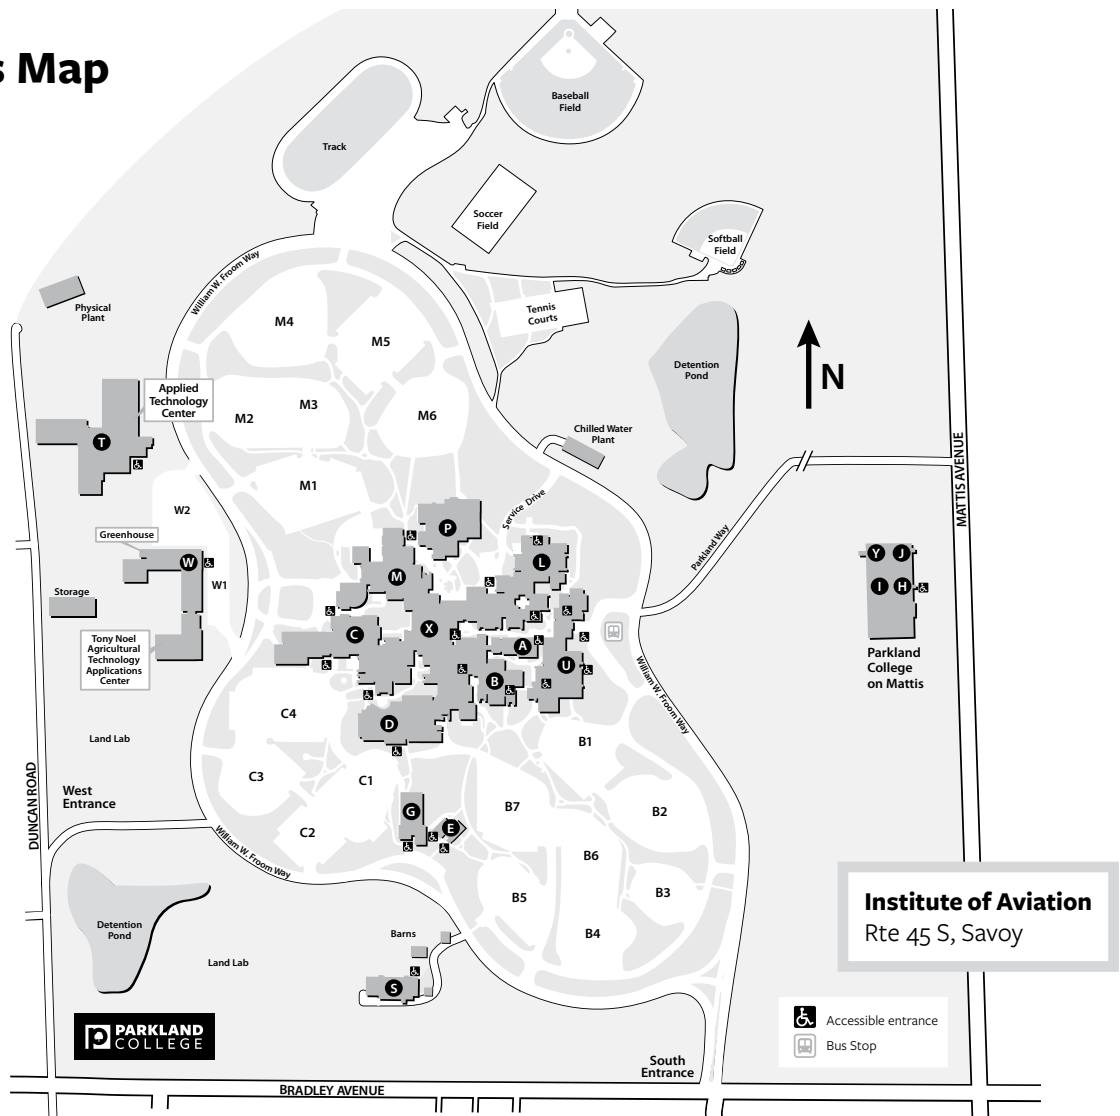 s Map
Baseball
Field
Track
Soccer
Field
Softball
Field
William W. Froom Way
Physical
Plant
Tennis
Courts
M4
M5
Detention
Pond
N
Applied
Technology
Center
M3
M2
M6
T
Chilled Water
Plant
MATTIS AVENUE
M1
W2
Service Drive
P
Parkland Way
Greenhouse
W
L
Y
J
M
W1
I
H
Storage
X
C
A
Tony Noel
Agricultural
Technology
Applications
Center
U
B
Parkland
College
on Mattis
William W. Froom Way
C4
D
Land Lab
B1
C3
C1
West
Entrance
DUNCAN ROAD
G
E
B7
B2
C2
William W. Froom Way
B6
B5
B3
B4
Institute of Aviation
Rte 45 S, Savoy
Detention
Pond
Barns
Land Lab
S
PARKLAND
COLLEGE
Accessible entrance
Bus Stop
South
Entrance
BRADLEY AVENUE